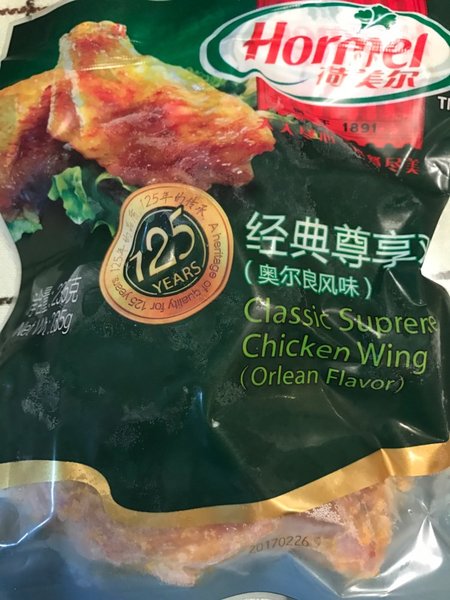 Hormel
荷美尔
TM
1891
125年的传承
A heritage of quality for 125 years
125
YEARS
经典尊享
(奥尔良风味)
Classic Supreme
Chicken Wing
(Orlean Flavor)
20170226